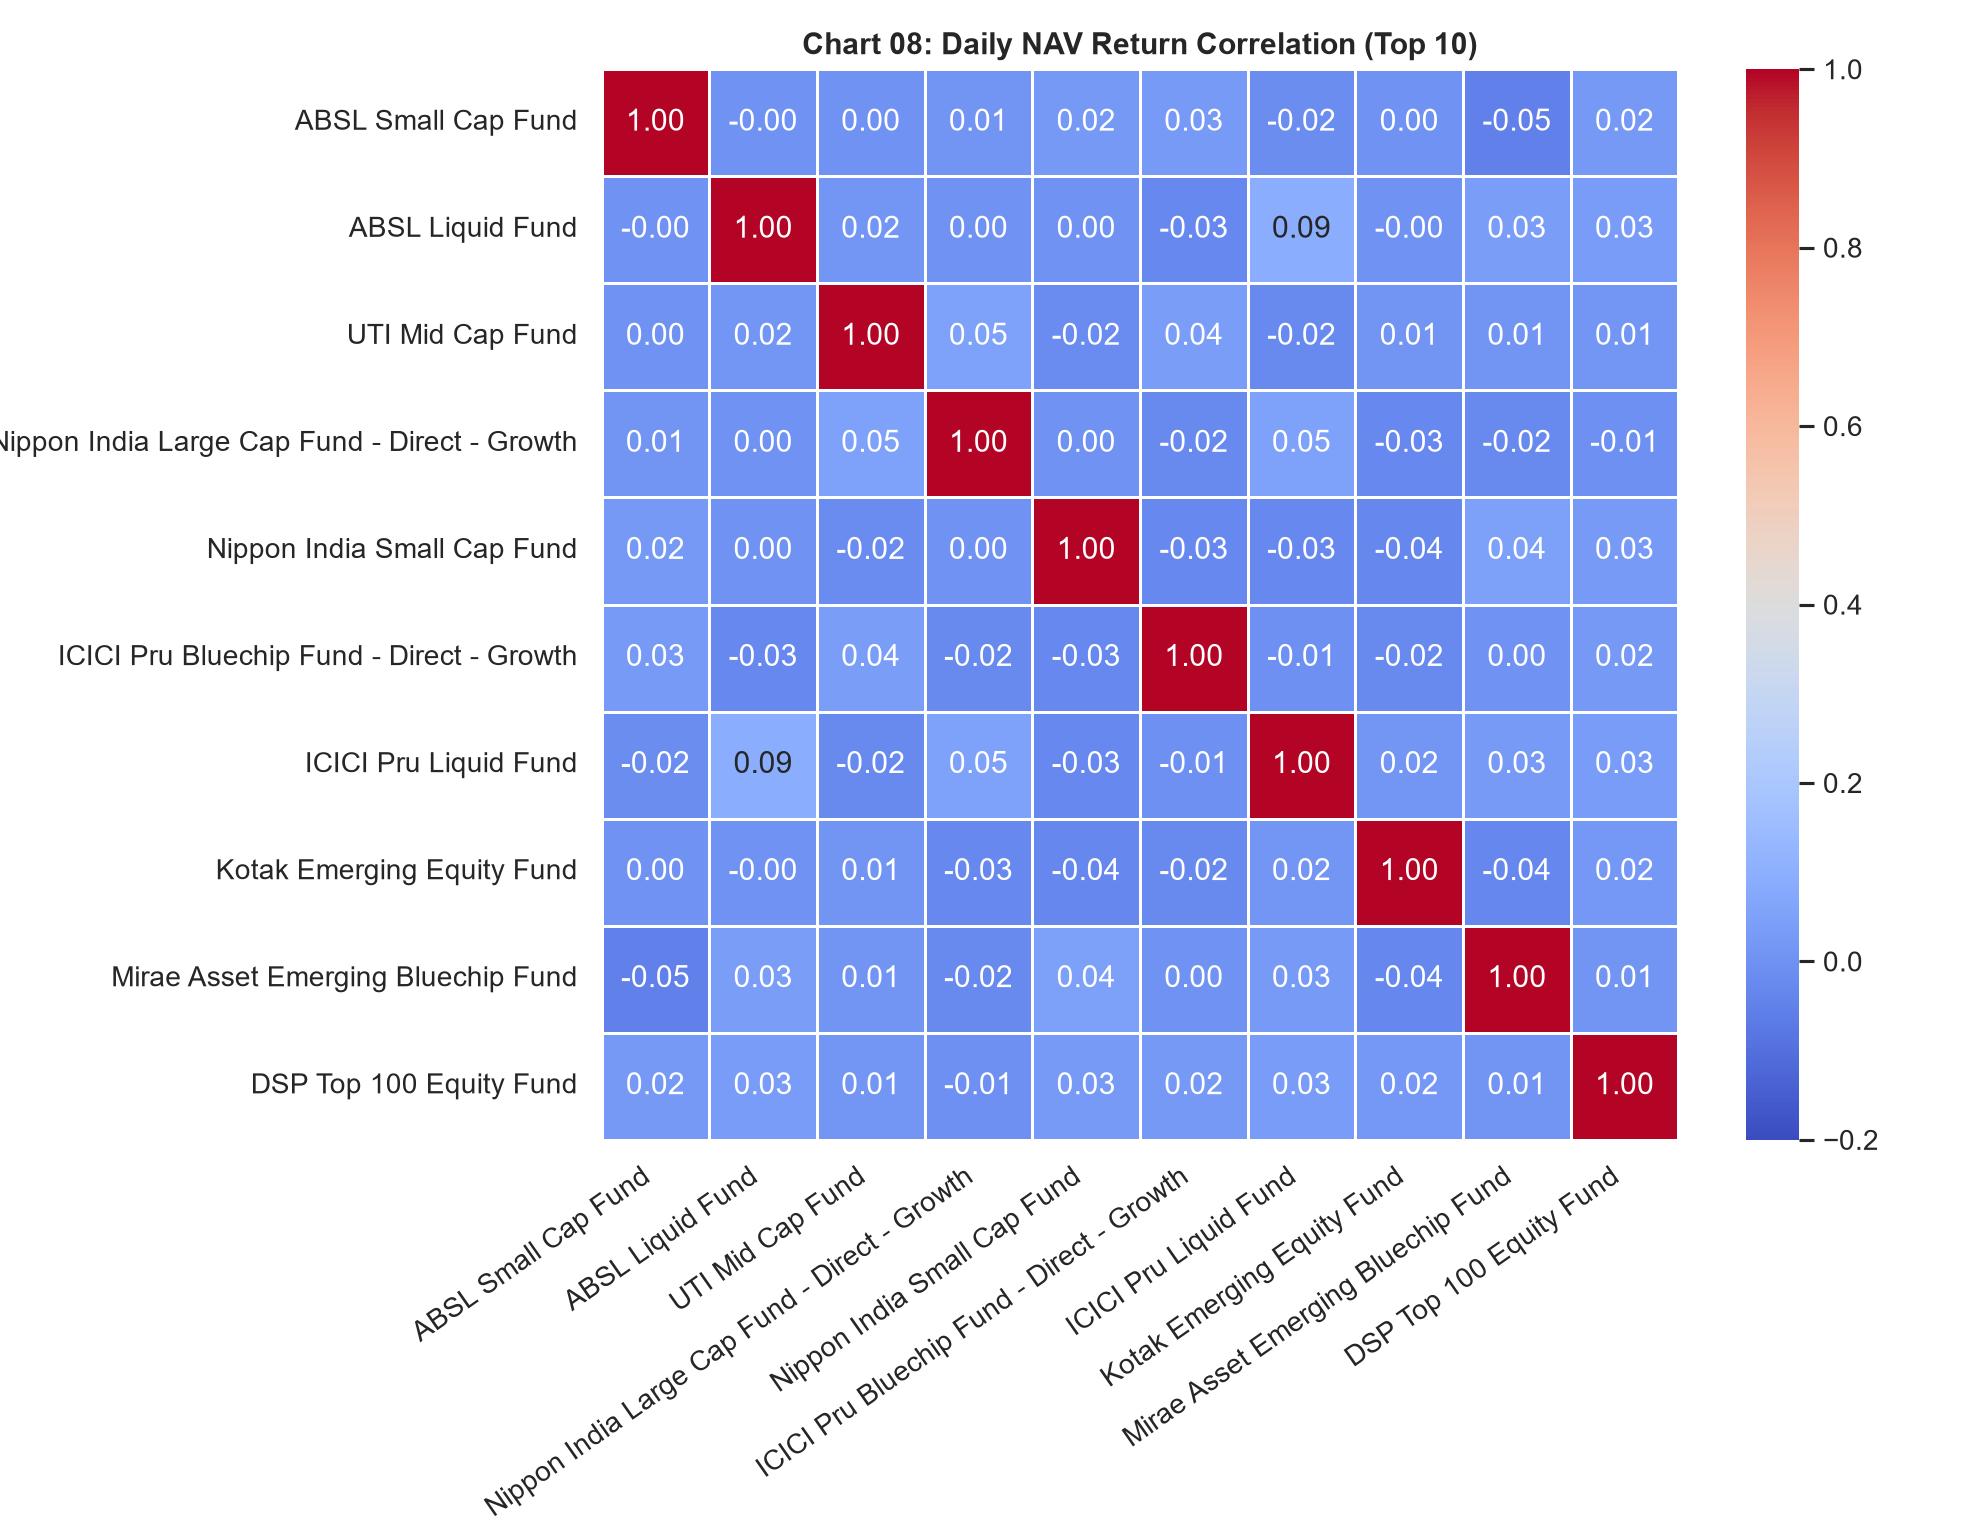 Chart 08: Daily NAV Return Correlation (Top 10)
ABSL Small Cap Fund 1.00 -0.00 0.00 0.01 0.02 0.03 -0.02 0.00 -0.05 0.02
ABSL Liquid Fund -0.00 1.00 0.02 0.00 0.00 -0.03 0.09 -0.00 0.03 0.03
UTI Mid Cap Fund 0.00 0.02 1.00 0.05 -0.02 0.04 -0.02 0.01 0.01 0.01
Nippon India Large Cap Fund - Direct - Growth 0.01 0.00 0.05 1.00 0.00 -0.02 0.05 -0.03 -0.02 -0.01
Nippon India Small Cap Fund 0.02 0.00 -0.02 0.00 1.00 -0.03 -0.03 -0.04 0.04 0.03
ICICI Pru Bluechip Fund - Direct - Growth 0.03 -0.03 0.04 -0.02 -0.03 1.00 -0.01 -0.02 0.00 0.02
ICICI Pru Liquid Fund -0.02 0.09 -0.02 0.05 -0.03 -0.01 1.00 0.02 0.03 0.03
Kotak Emerging Equity Fund 0.00 -0.00 0.01 -0.03 -0.04 -0.02 0.02 1.00 -0.04 0.02
Mirae Asset Emerging Bluechip Fund -0.05 0.03 0.01 -0.02 0.04 0.00 0.03 -0.04 1.00 0.01
DSP Top 100 Equity Fund 0.02 0.03 0.01 -0.01 0.03 0.02 0.03 0.02 0.01 1.00
ABSL Small Cap Fund
ABSL Liquid Fund
UTI Mid Cap Fund
Nippon India Large Cap Fund - Direct - Growth
Nippon India Small Cap Fund
ICICI Pru Bluechip Fund - Direct - Growth
ICICI Pru Liquid Fund
Kotak Emerging Equity Fund
Mirae Asset Emerging Bluechip Fund
DSP Top 100 Equity Fund
1.0
0.8
0.6
0.4
0.2
0.0
−0.2